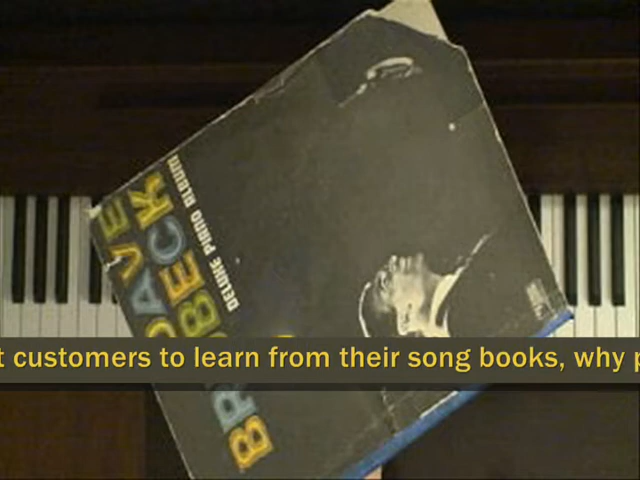 DAVE
BRUBECK
DELUXE PIANO ALBUM
t customers to learn from their song books, why p